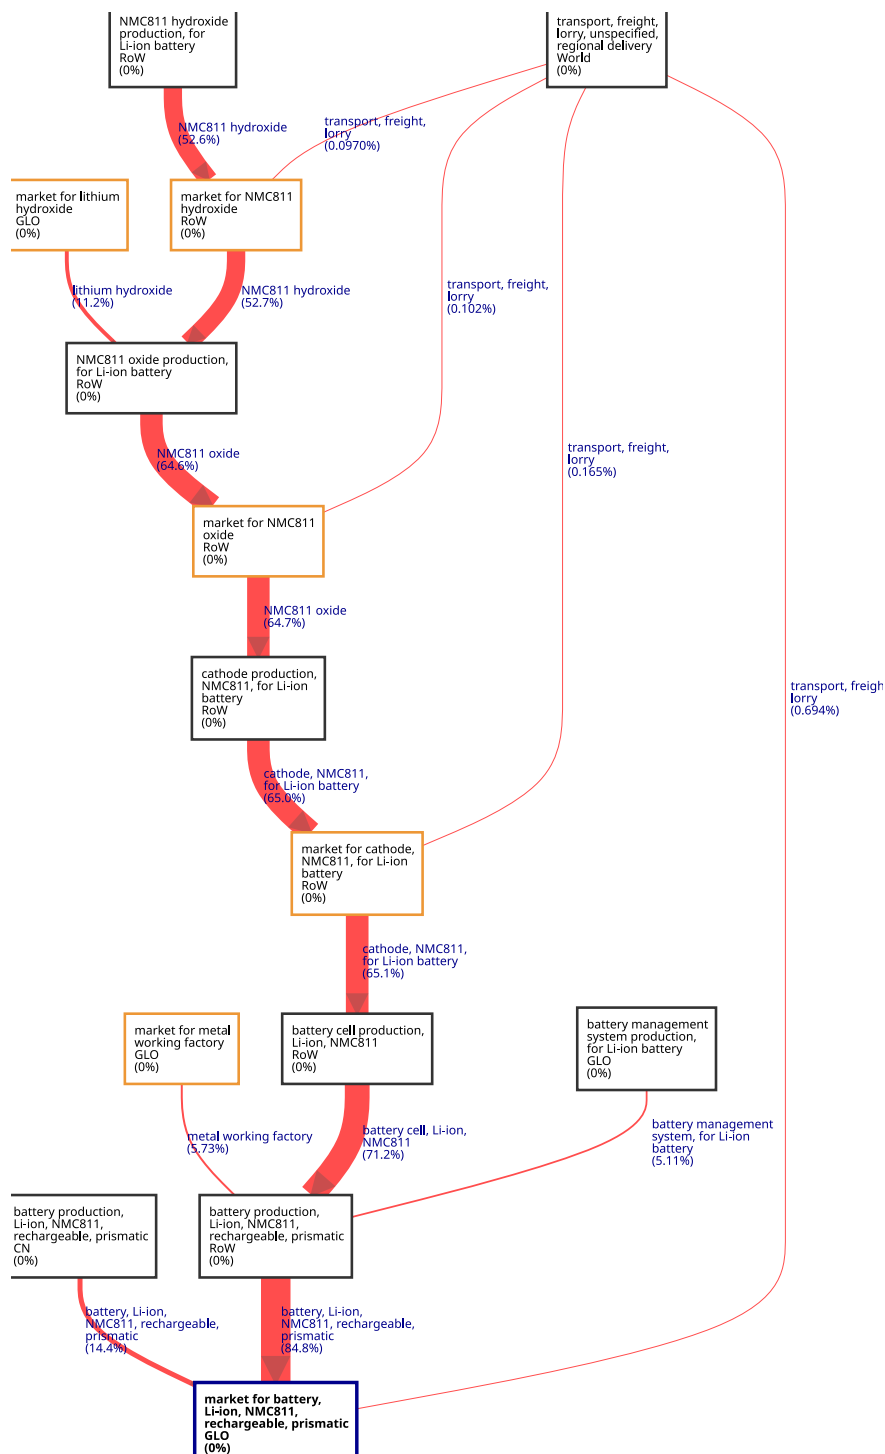 NMC811 hydroxide
production, for
Li-ion battery
RoW
(0%)
transport, freight,
lorry, unspecified,
regional delivery
World
(0%)
NMC811 hydroxide
(52.6%)
transport, freight,
lorry
(0.0970%)
market for lithium
hydroxide
GLO
(0%)
market for NMC811
hydroxide
RoW
(0%)
lithium hydroxide
(11.2%)
NMC811 hydroxide
(52.7%)
transport, freight,
lorry
(0.102%)
NMC811 oxide production,
for Li-ion battery
RoW
(0%)
NMC811 oxide
(64.6%)
transport, freight,
lorry
(0.165%)
market for NMC811
oxide
RoW
(0%)
NMC811 oxide
(64.7%)
cathode production,
NMC811, for Li-ion
battery
RoW
(0%)
transport, freigh
lorry
(0.694%)
cathode, NMC811,
for Li-ion battery
(65.0%)
market for cathode,
NMC811, for Li-ion
battery
RoW
(0%)
cathode, NMC811,
for Li-ion battery
(65.1%)
market for metal
working factory
GLO
(0%)
battery cell production,
Li-ion, NMC811
RoW
(0%)
battery management
system production,
for Li-ion battery
GLO
(0%)
metal working factory
(5.73%)
battery cell, Li-ion,
NMC811
(71.2%)
battery management
system, for Li-ion
battery
(5.11%)
battery production,
Li-ion, NMC811,
rechargeable, prismatic
CN
(0%)
battery production,
Li-ion, NMC811,
rechargeable, prismatic
RoW
(0%)
battery, Li-ion,
NMC811, rechargeable,
prismatic
(14.4%)
battery, Li-ion,
NMC811, rechargeable,
prismatic
(84.8%)
market for battery,
Li-ion, NMC811,
rechargeable, prismatic
GLO
(0%)